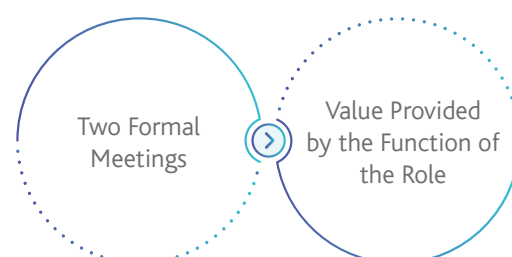 Two Formal
Meetings
Value Provided
by the Function of
the Role